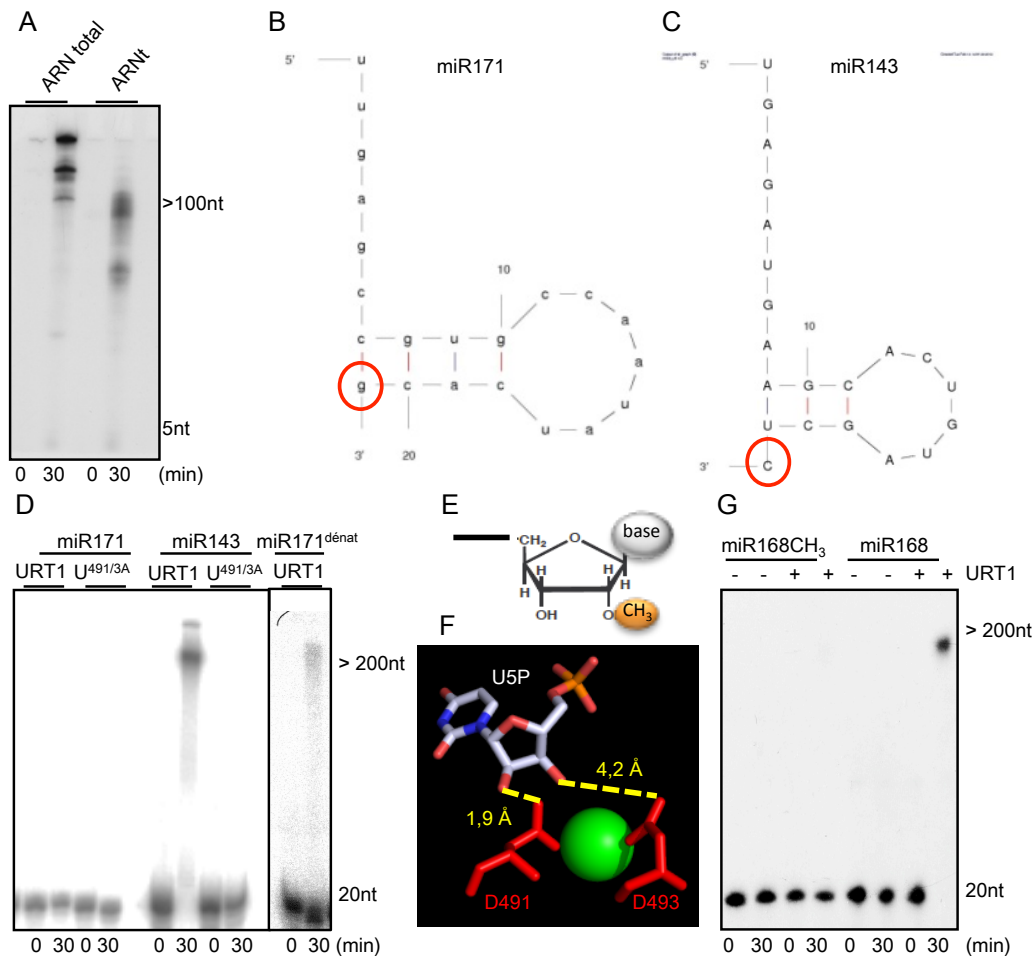 A
ARN total
ARNt
>100nt
5nt
0 30 0 30 (min)
B
miR171
5'
u
u
g
a
g
c
c g u g c c a a u a u c a c g
10
20
3'
C
miR143
5'
U
G
A
G
A
U
G
A
A G C A C U G U A G C U
10
3'
C
D
miR171 miR143 miR171dénat
URT1 U491/3A URT1 U491/3A URT1
> 200nt
20nt
0 30 0 30 0 30 0 30 0 30 (min)
E
base
CH2
O
H H H H
OH O CH3
F
U5P
4,2 Å
1,9 Å
D491 D493
G
miR168CH3 miR168
- - + + - - + + URT1
> 200nt
20nt
0 30 0 30 0 30 0 30 (min)